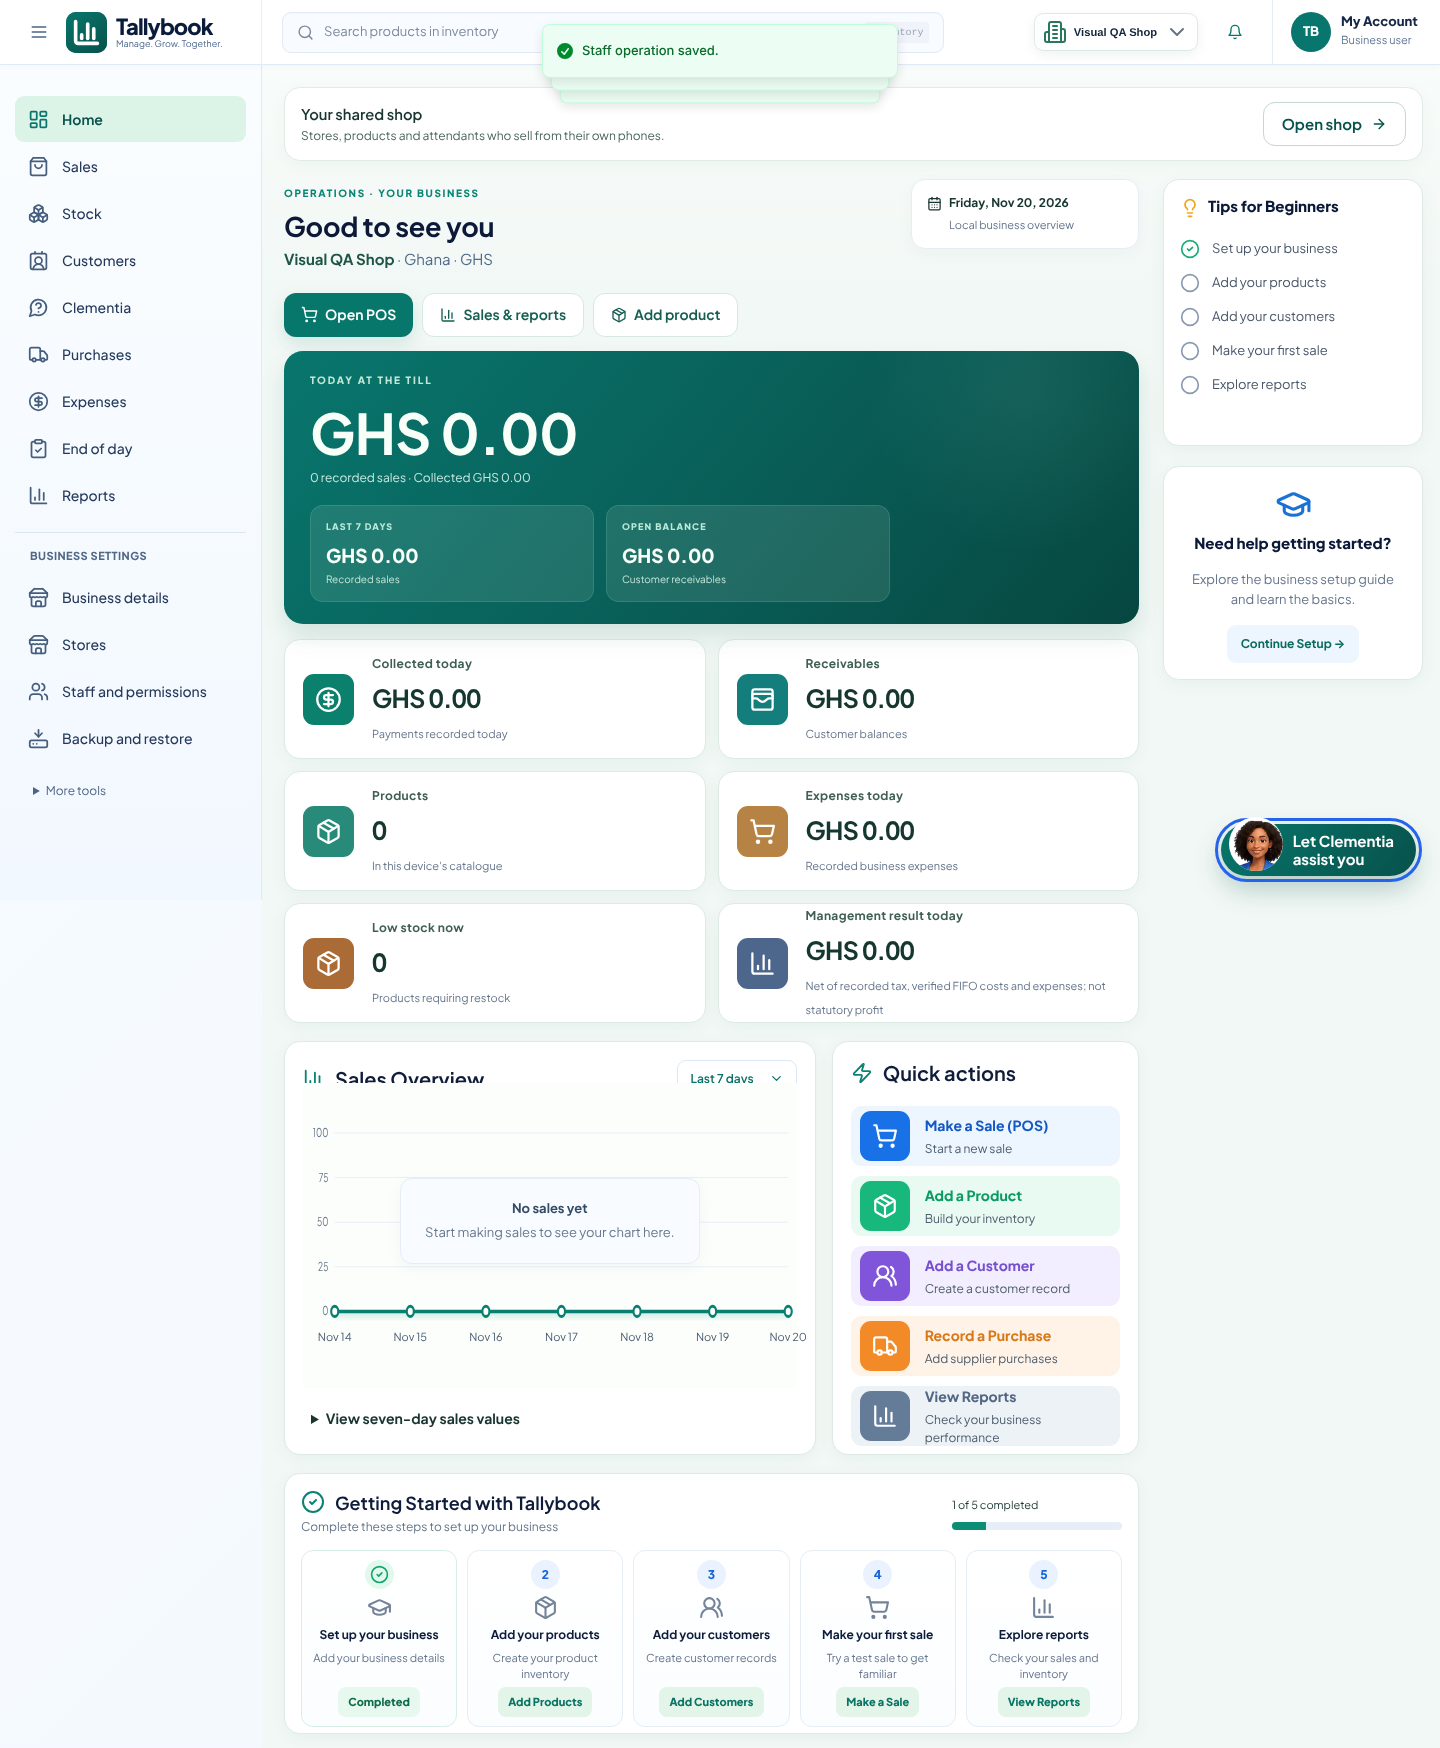 Tallybook
Manage. Grow. Together.
Search products in inventory
Staff operation saved.
Visual QA Shop
TB
My Account
Business user
Home
Sales
Stock
Customers
Clementia
Purchases
Expenses
End of day
Reports
BUSINESS SETTINGS
Business details
Stores
Staff and permissions
Backup and restore
More tools
Your shared shop
Stores, products and attendants who sell from their own phones.
Open shop
OPERATIONS · YOUR BUSINESS
Good to see you
Visual QA Shop · Ghana · GHS
Friday, Nov 20, 2026
Local business overview
Open POS
Sales & reports
Add product
TODAY AT THE TILL
GHS 0.00
0 recorded sales · Collected GHS 0.00
LAST 7 DAYS
GHS 0.00
Recorded sales
OPEN BALANCE
GHS 0.00
Customer receivables
Collected today
GHS 0.00
Payments recorded today
Receivables
GHS 0.00
Customer balances
Products
0
In this device's catalogue
Expenses today
GHS 0.00
Recorded business expenses
Low stock now
0
Products requiring restock
Management result today
GHS 0.00
Net of recorded tax, verified FIFO costs and expenses; not
statutory profit
Sales Overview
Last 7 days
100
75
50
25
0
No sales yet
Start making sales to see your chart here.
Nov 14
Nov 15
Nov 16
Nov 17
Nov 18
Nov 19
Nov 20
View seven-day sales values
Quick actions
Make a Sale (POS)
Start a new sale
Add a Product
Build your inventory
Add a Customer
Create a customer record
Record a Purchase
Add supplier purchases
View Reports
Check your business
performance
Getting Started with Tallybook
Complete these steps to set up your business
1 of 5 completed
Set up your business
Add your business details
Completed
2
Add your products
Create your product
inventory
Add Products
3
Add your customers
Create customer records
Add Customers
4
Make your first sale
Try a test sale to get
familiar
Make a Sale
5
Explore reports
Check your sales and
inventory
View Reports
Tips for Beginners
Set up your business
Add your products
Add your customers
Make your first sale
Explore reports
Need help getting started?
Explore the business setup guide
and learn the basics.
Continue Setup →
Let Clementia
assist you